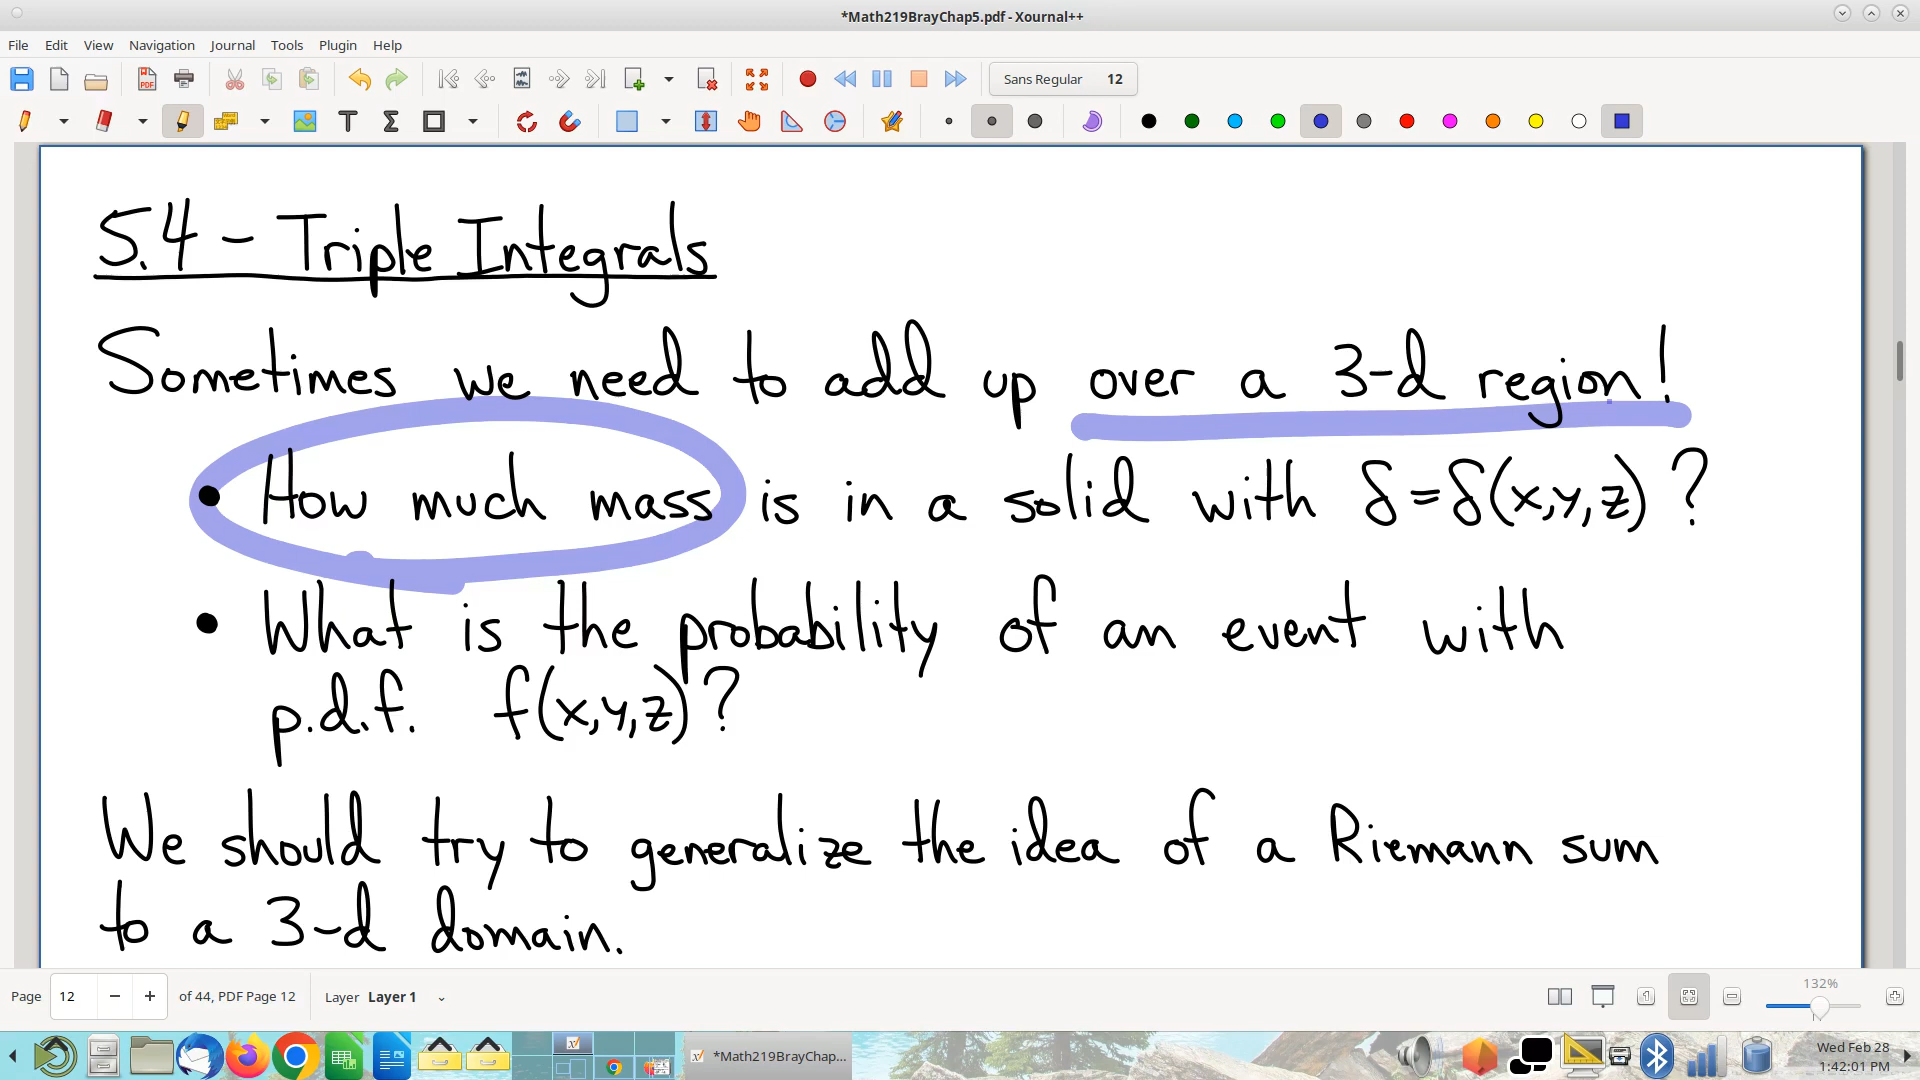 *Math219BrayChap5.pdf - Xournal++
File Edit View Navigation Journal Tools Plugin Help
Sans Regular 12
5.4 - Triple Integrals
Sometimes we need to add up over a 3-d region!
• How much mass is in a solid with δ=δ(x,y,z)?
• What is the probability of an event with
p.d.f. f(x,y,z)?
We should try to generalize the idea of a Riemann sum
to a 3-d domain.
Page 12 of 44, PDF Page 12 Layer Layer 1
132%
*Math219BrayChap...
Wed Feb 28
1:42:01 PM